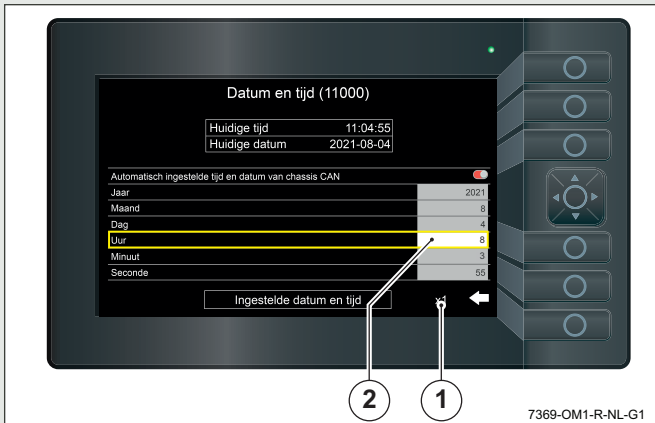 Datum en tijd (11000)
Huidige tijd 11:04:55
Huidige datum 2021-08-04
Automatisch ingestelde tijd en datum van chassis CAN
Jaar 2021
Maand 8
Dag 4
Uur 8
Minuut 3
Seconde 55
Ingestelde datum en tijd x1
2 1
7369-OM1-R-NL-G1